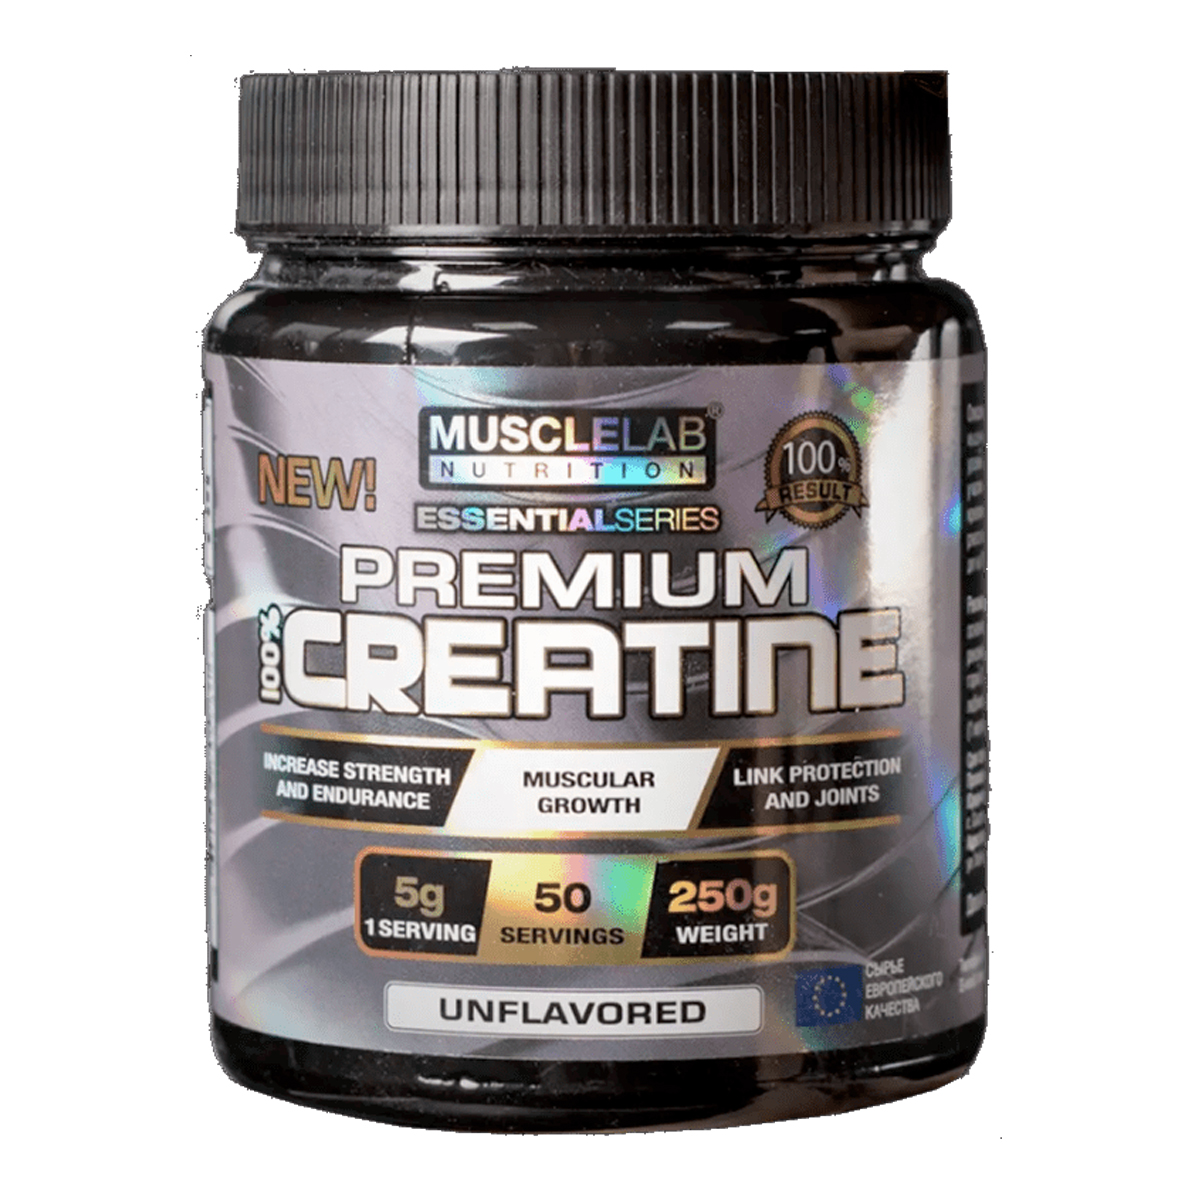 MUSCLELAB®
NUTRITION
NEW!
100%
RESULT
ESSENTIALSERIES
PREMIUM
100%
CREATINE
INCREASE STRENGTH
AND ENDURANCE
MUSCULAR
GROWTH
LINK PROTECTION
AND JOINTS
5g
1 SERVING
50
SERVINGS
250g
WEIGHT
UNFLAVORED
СЫРЬЕ
ЕВРОПЕЙСКОГО
КАЧЕСТВА